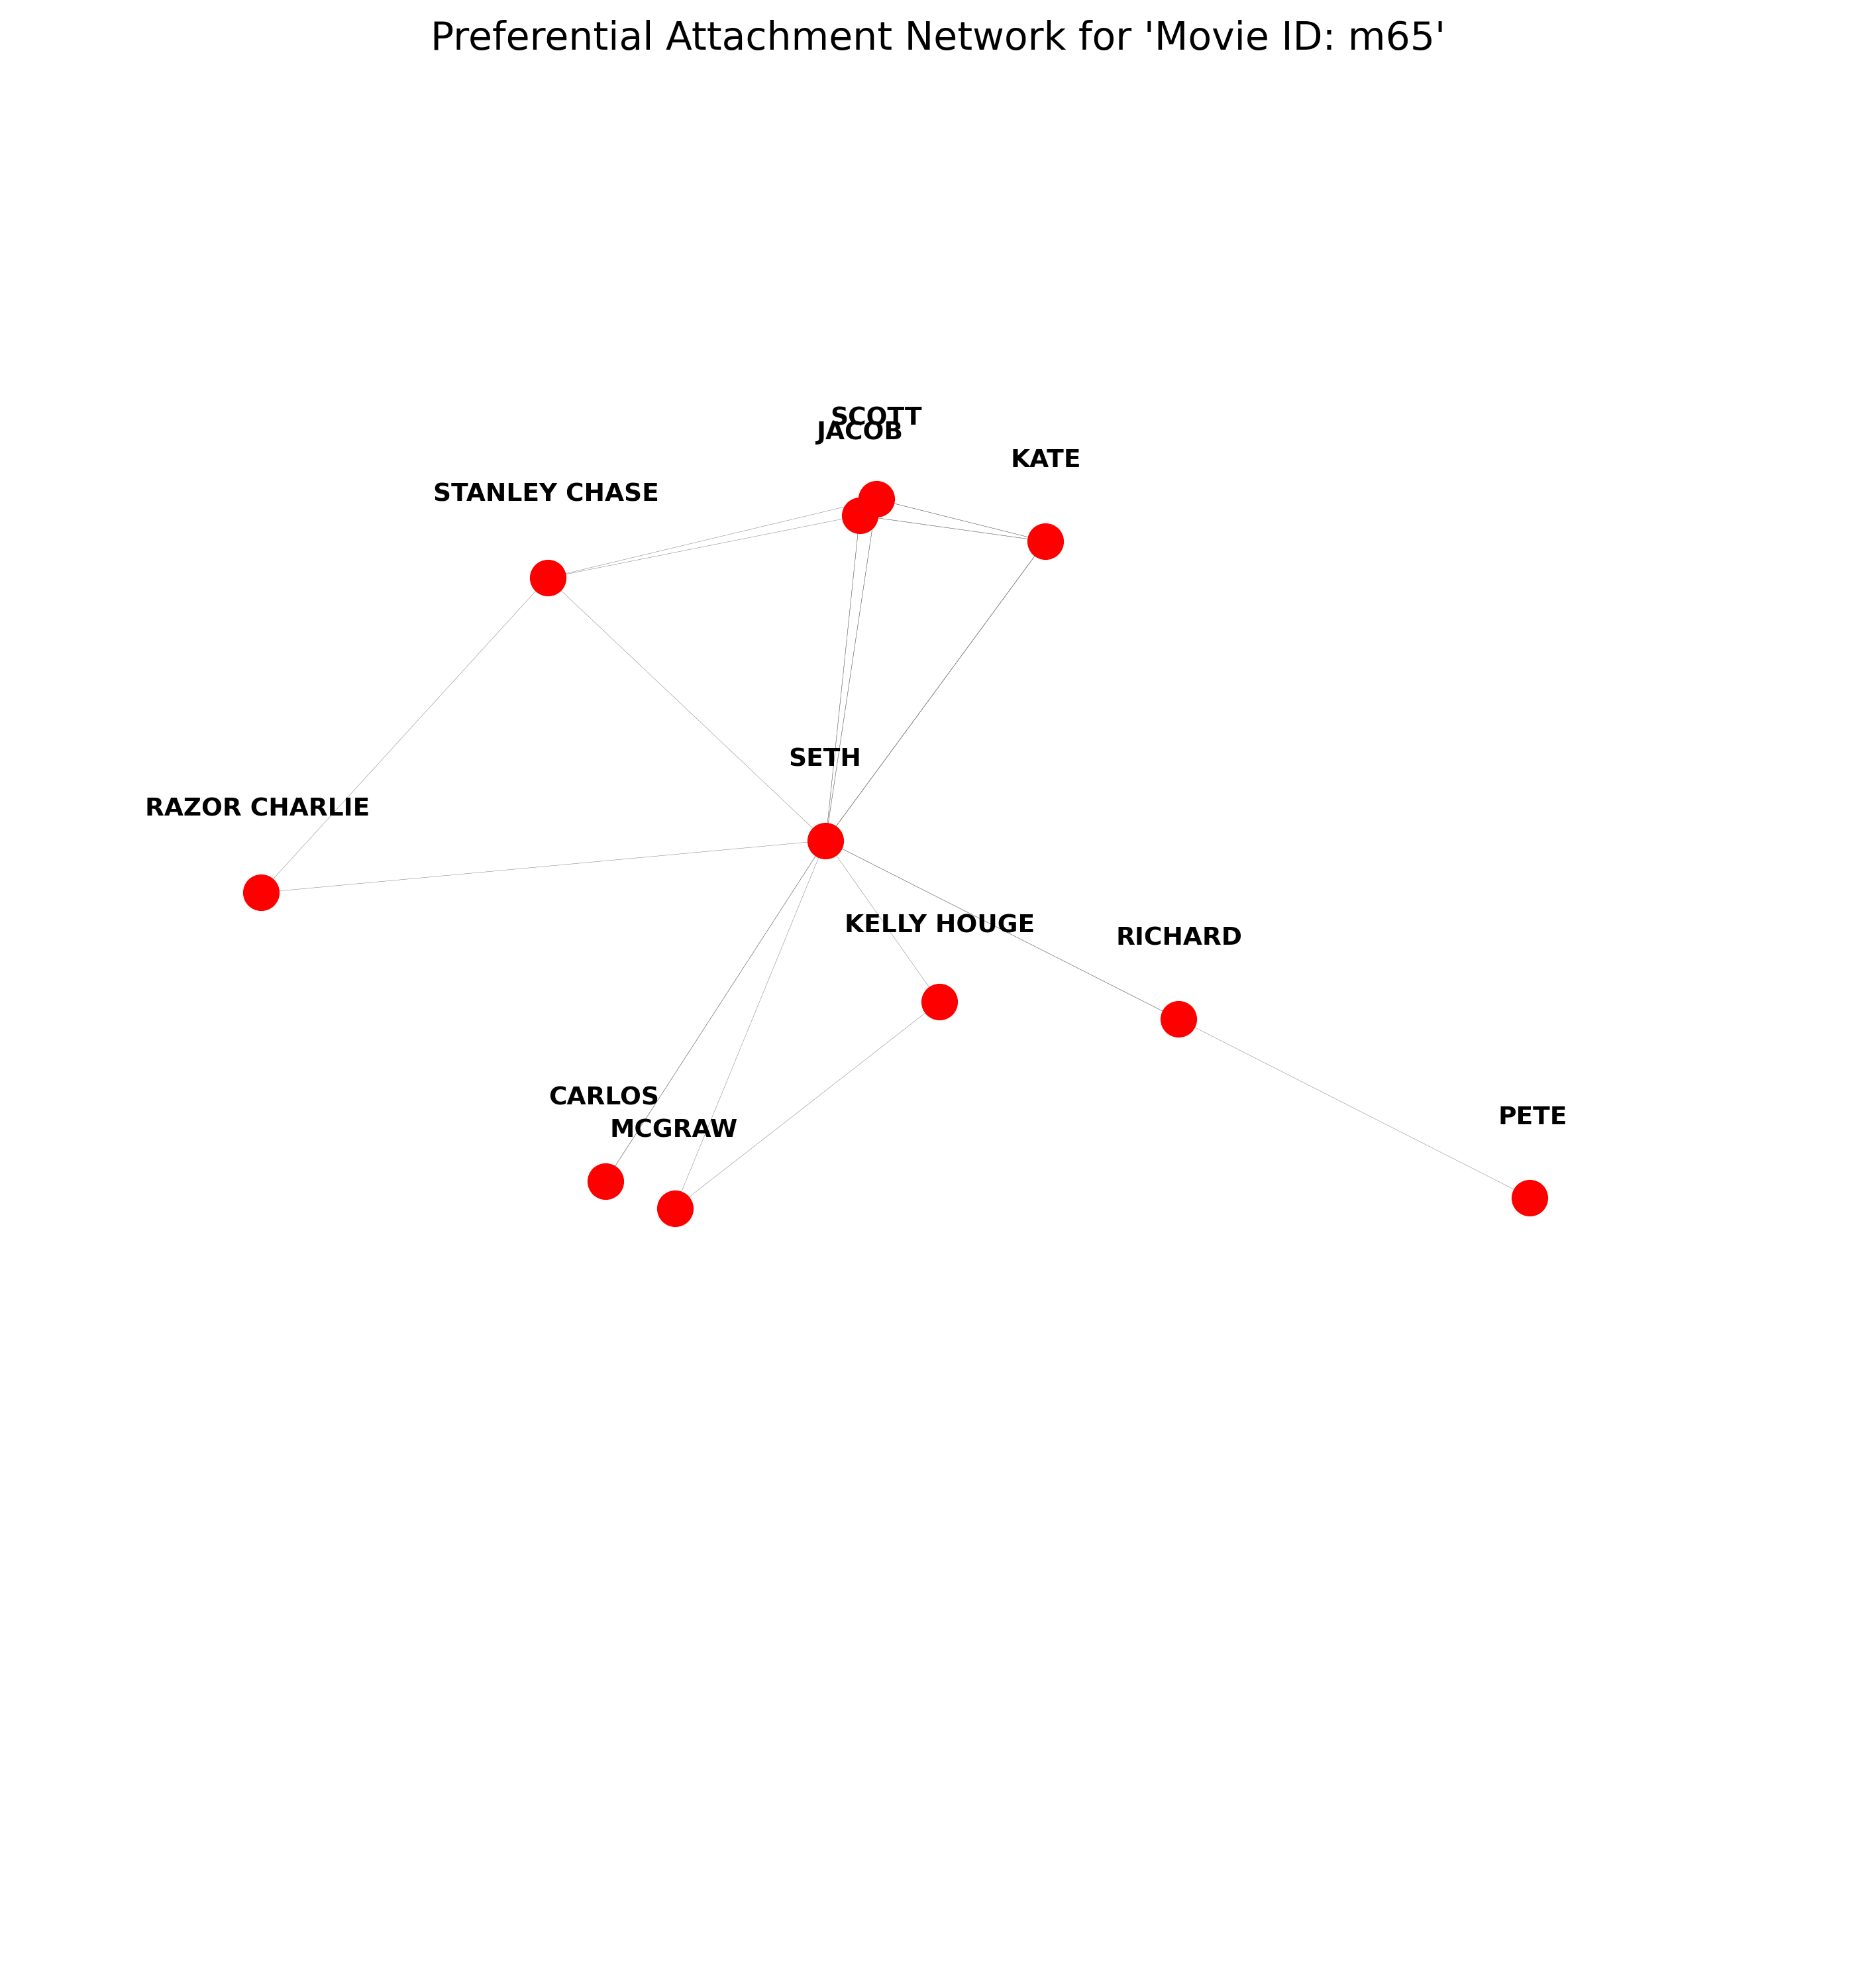 Preferential Attachment Network for 'Movie ID: m65'
SCOTT
JACOB
KATE
STANLEY CHASE
SETH
RAZOR CHARLIE
KELLY HOUGE
RICHARD
CARLOS
MCGRAW
PETE